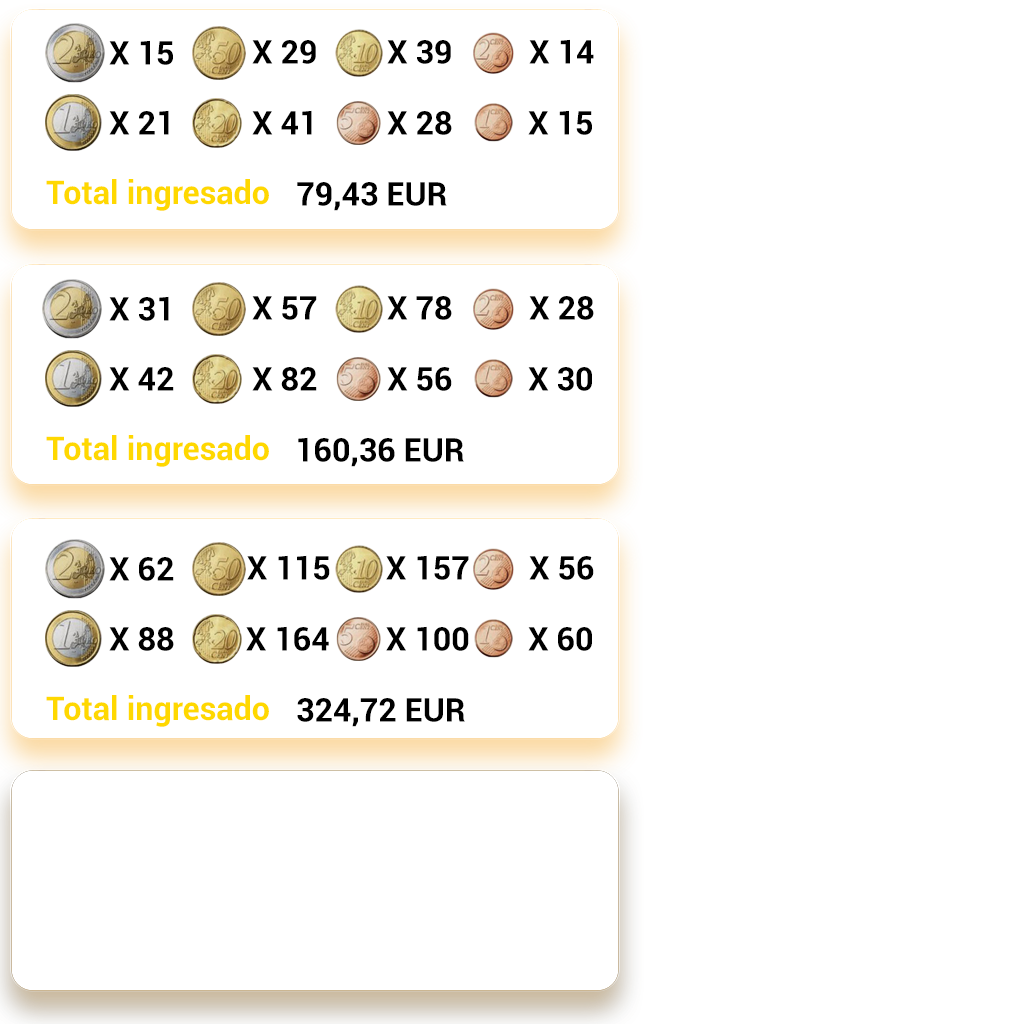 X 15 X 29 X 39 X 14
X 21 X 41 X 28 X 15
Total ingresado 79,43 EUR
X 31 X 57 X 78 X 28
X 42 X 82 X 56 X 30
Total ingresado 160,36 EUR
X 62 X 115 X 157 X 56
X 88 X 164 X 100 X 60
Total ingresado 324,72 EUR